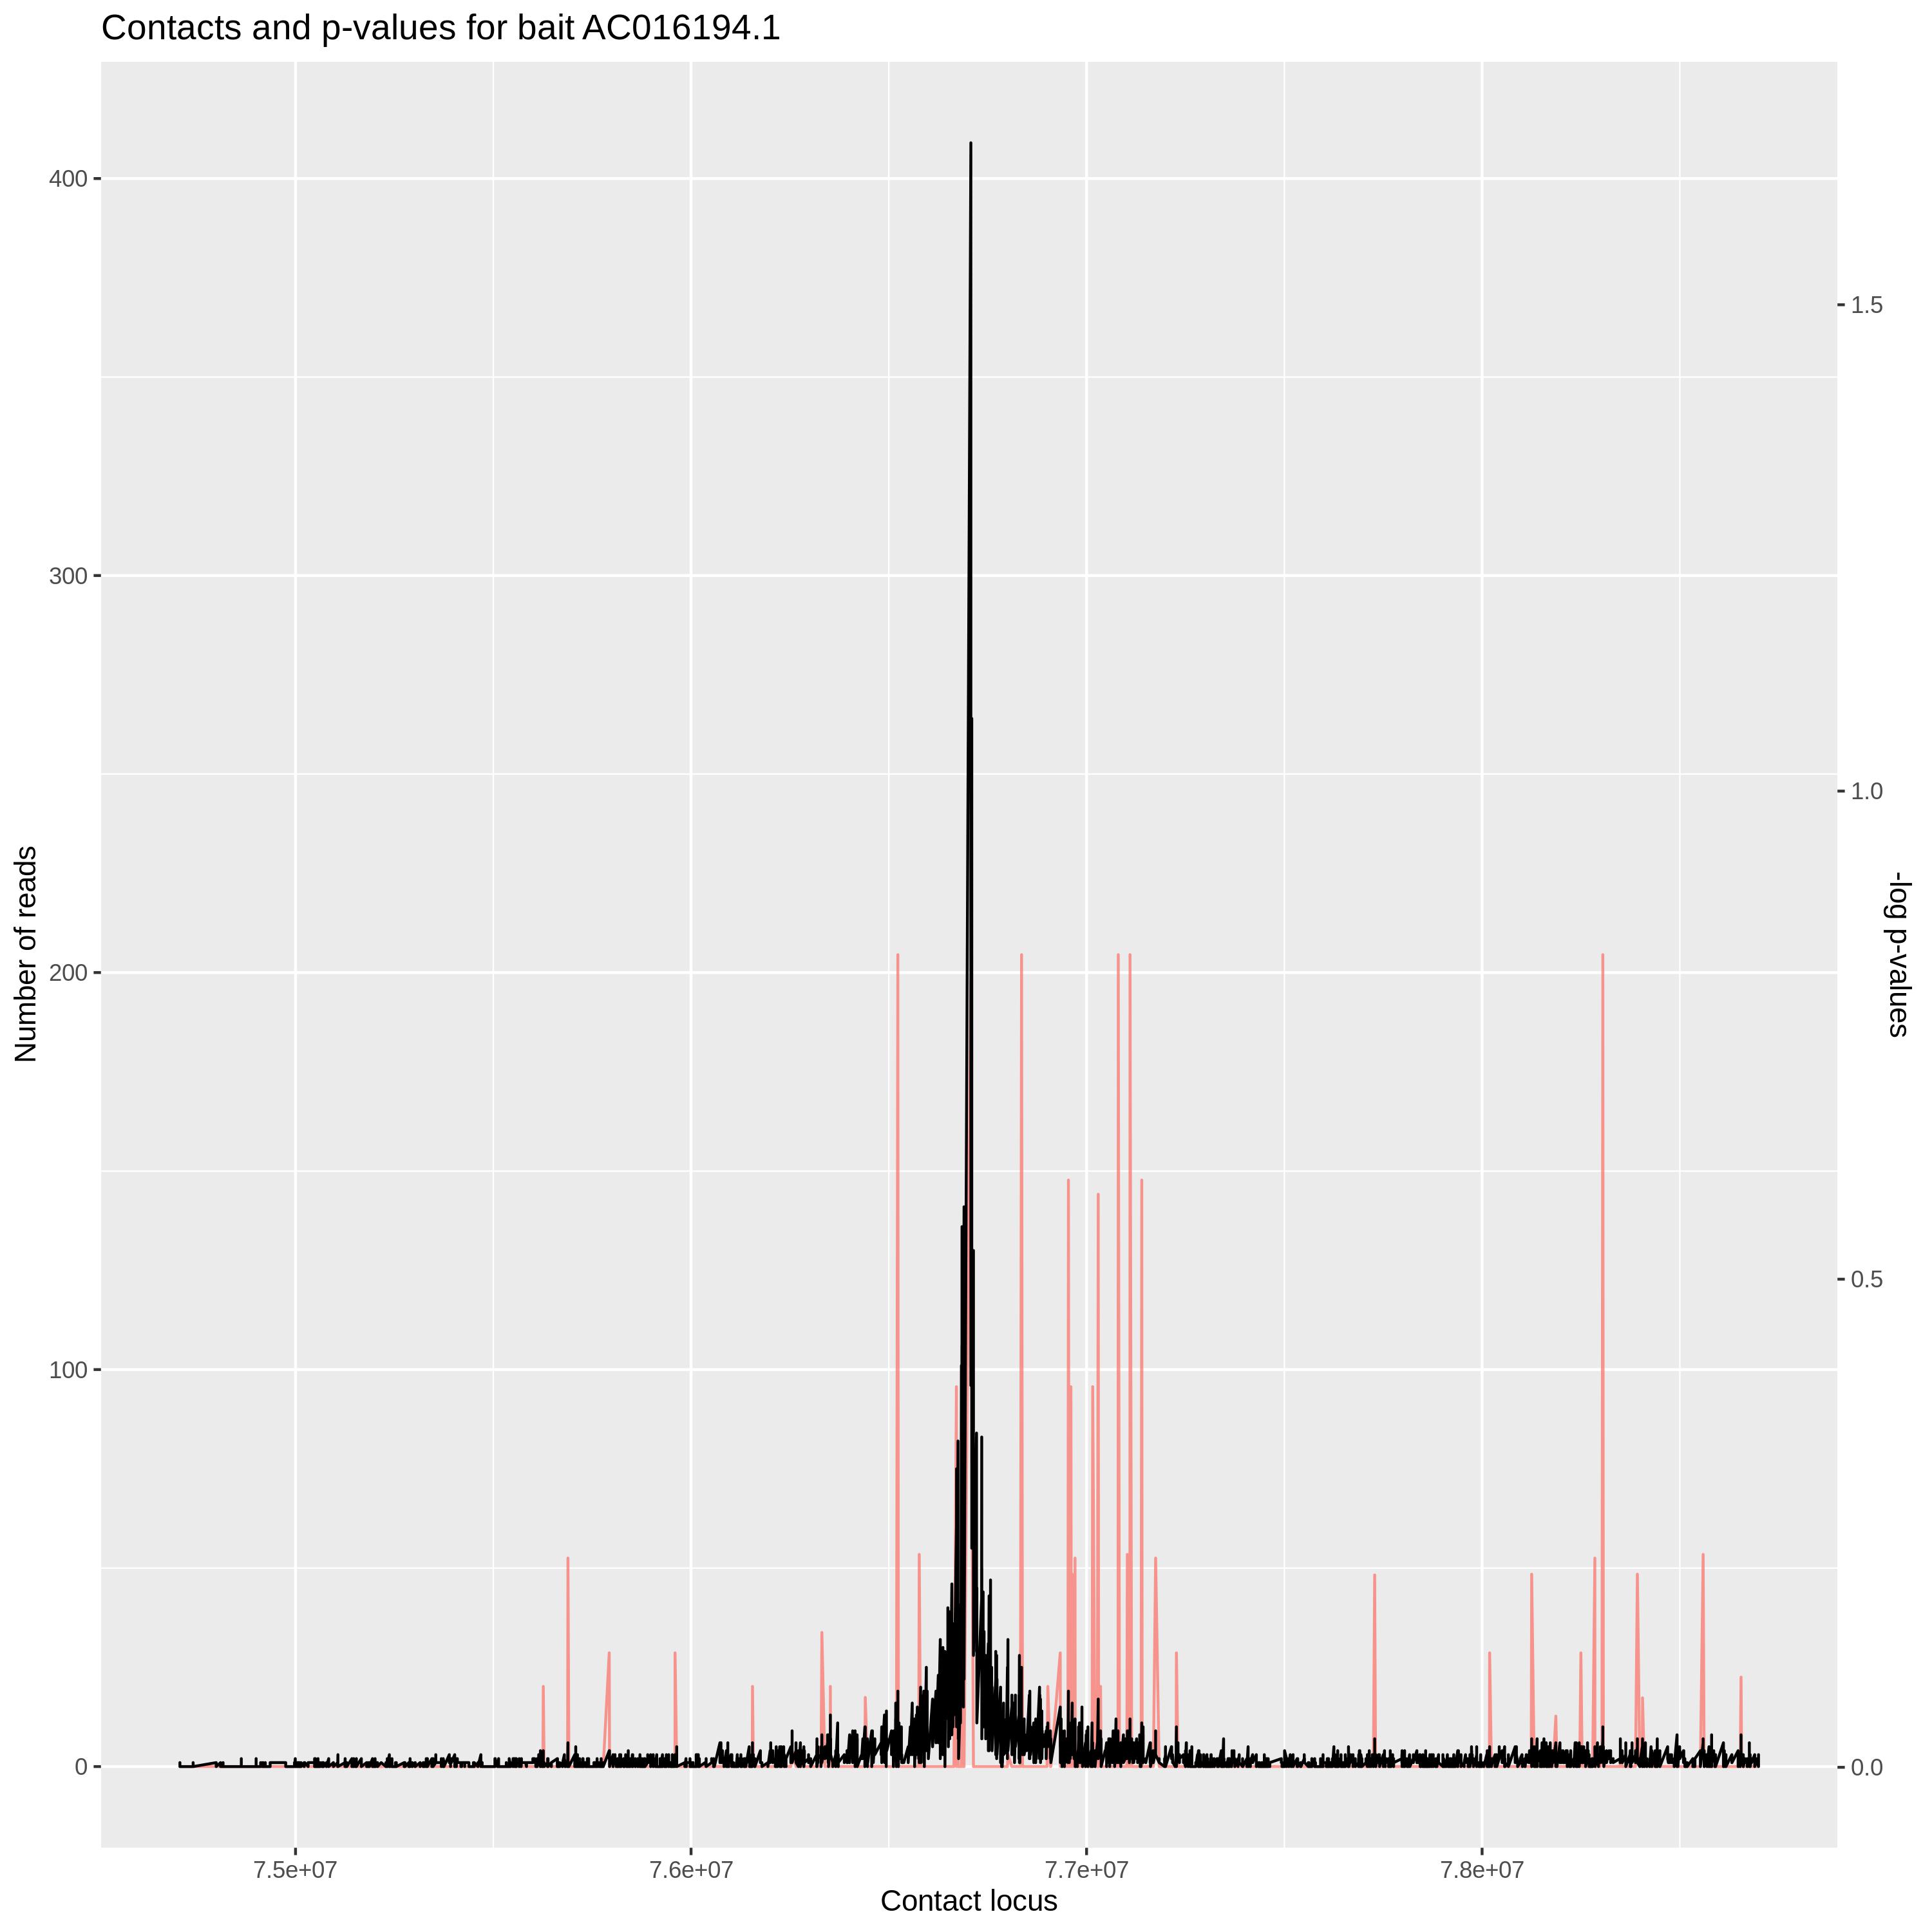 Contacts and p-values for bait AC016194.1
400
300
200
100
0
Number of reads
1.5
1.0
0.5
0.0
-log p-values
7.5e+07
7.6e+07
7.7e+07
7.8e+07
Contact locus